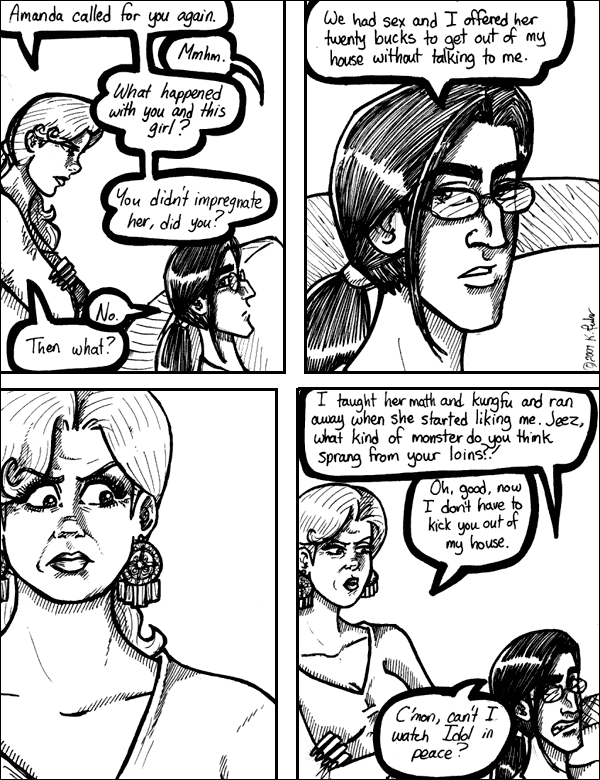 Amanda called for you again.
Mmhm.
What happened
with you and this
girl?
You didn't impregnate
her, did you?
No.
Then what?
We had sex and I offered her
twenty bucks to get out of my
house without talking to me.
©2007 K.
I taught her math and kungfu and ran
away when she started liking me. Jeez,
what kind of monster do you think
sprang from your loins?!
Oh, good, now
I don't have to
kick you out of
my house.
C'mon, can't I
watch Idol in
peace?